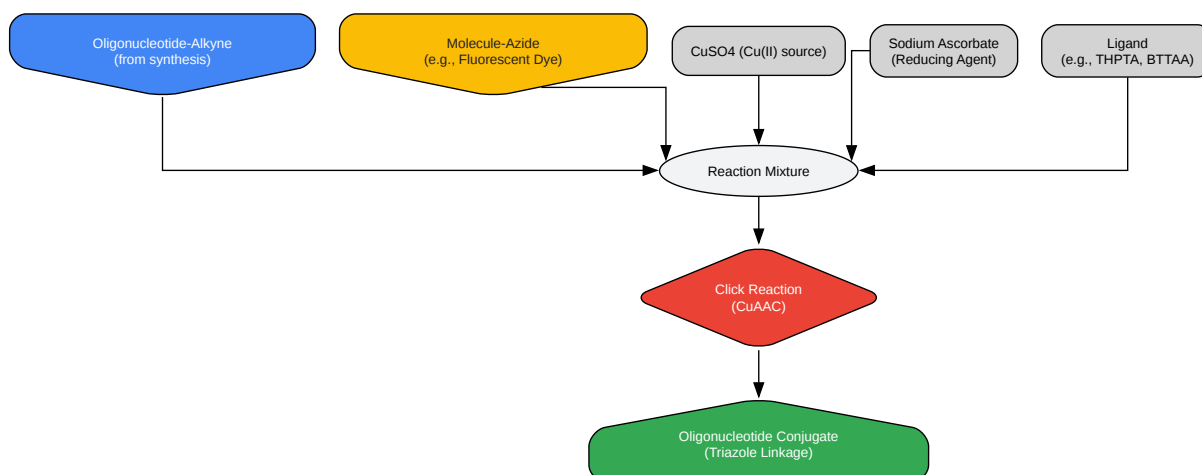 Oligonucleotide-Alkyne
(from synthesis)
Molecule-Azide
(e.g., Fluorescent Dye)
CuSO4 (Cu(II) source)
Sodium Ascorbate
(Reducing Agent)
Ligand
(e.g., THPTA, BTTAA)
Reaction Mixture
Click Reaction
(CuAAC)
Oligonucleotide Conjugate
(Triazole Linkage)